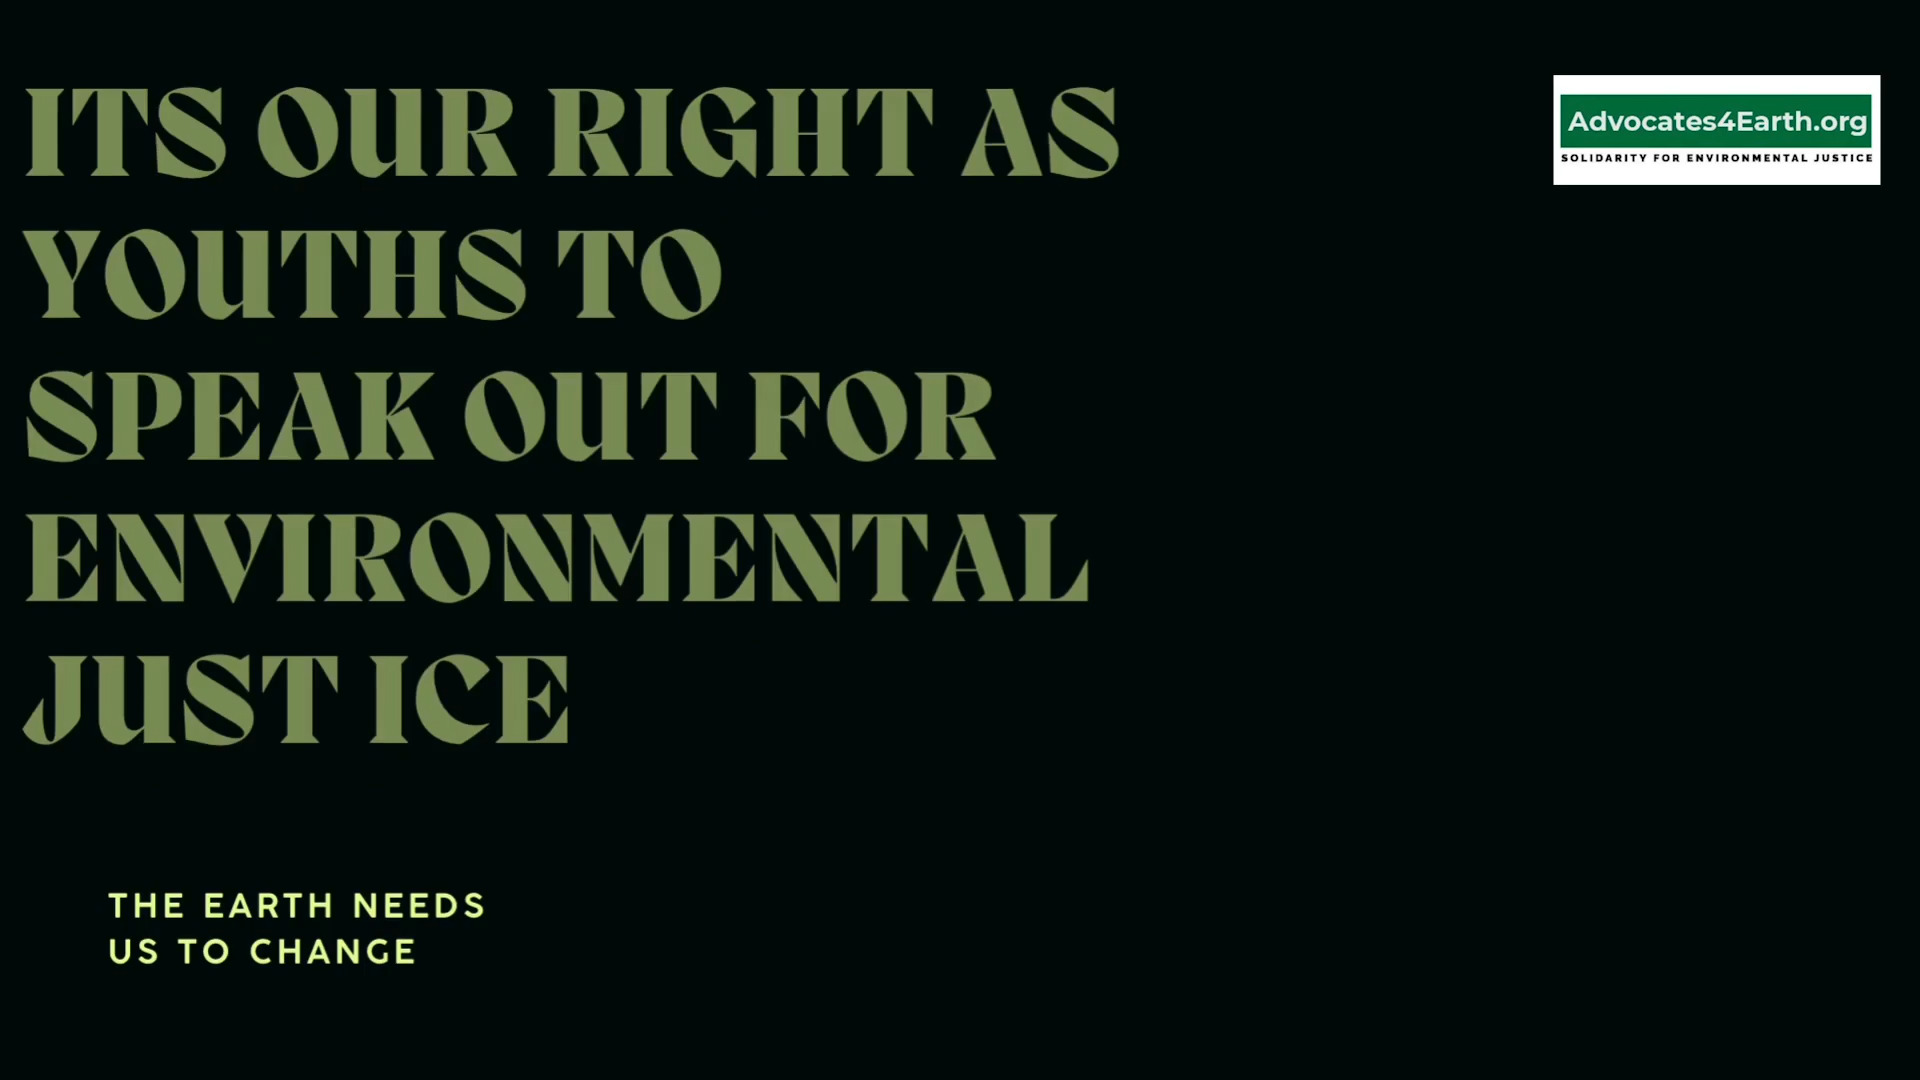 ITS OUR RIGHT AS
YOUTHS TO
SPEAK OUT FOR
ENVIRONMENTAL
JUST ICE
THE EARTH NEEDS
US TO CHANGE
Advocates4Earth.org
SOLIDARITY FOR ENVIRONMENTAL JUSTICE